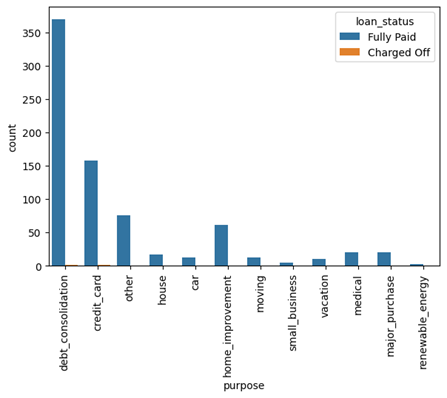 loan_status
Fully Paid
Charged Off
350
300
250
200
150
100
50
0
count
debt_consolidation
credit_card
other
house
car
home_improvement
moving
small_business
vacation
medical
major_purchase
renewable_energy
purpose